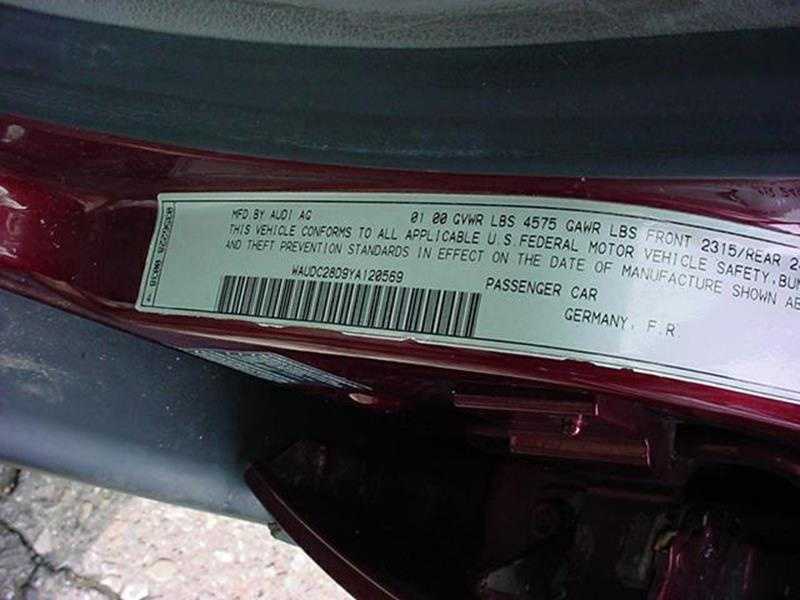 MFD.BY AUDI AG 01 00 GVWR LBS 4575 GAWR LBS FRONT 2315/REAR
THIS VEHICLE CONFORMS TO ALL APPLICABLE U.S.FEDERAL MOTOR VEHICLE SAFETY,
AND THEFT PREVENTION STANDARDS IN EFFECT ON THE DATE OF MANUFACTURE SHOWN
WAUDC28D9YA120569 PASSENGER CAR
GERMANY, F.R.